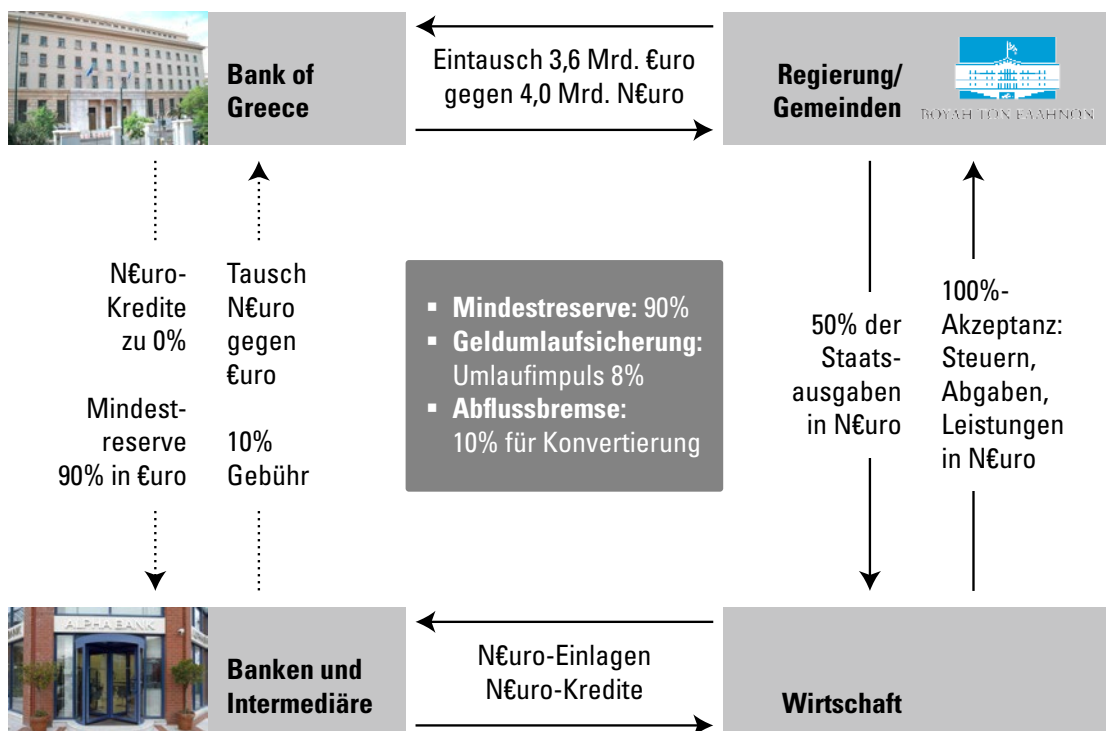 Bank of
Greece
Eintausch 3,6 Mrd. €uro
gegen 4,0 Mrd. N€uro
Regierung/
Gemeinden
ΒΟΥΛΗ ΤΩΝ ΕΛΛΗΝΩΝ
N€uro-
Kredite
zu 0%
Mindest-
reserve
90% in €uro
Tausch
N€uro
gegen
€uro
10%
Gebühr
▪ Mindestreserve: 90%
▪ Geldumlaufsicherung:
Umlaufimpuls 8%
▪ Abflussbremse:
10% für Konvertierung
50% der
Staats-
ausgaben
in N€uro
100%-
Akzeptanz:
Steuern,
Abgaben,
Leistungen
in N€uro
ALPHA BANK
Banken und
Intermediäre
N€uro-Einlagen
N€uro-Kredite
Wirtschaft